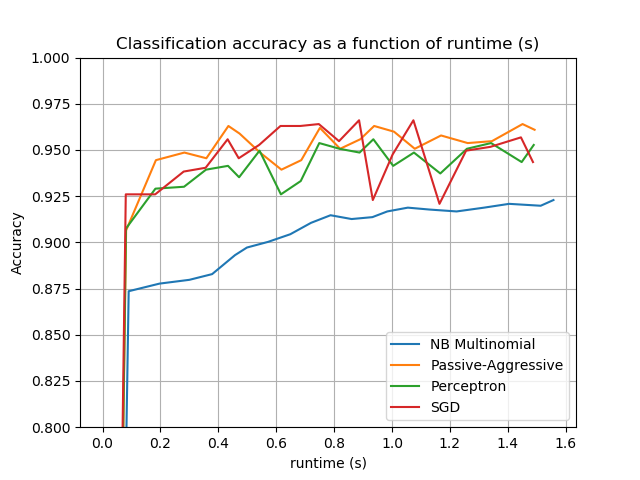 Classification accuracy as a function of runtime (s)
1.000
0.975
0.950
0.925
0.900
0.875
0.850
0.825
0.800
Accuracy
NB Multinomial
Passive-Aggressive
Perceptron
SGD
0.0 0.2 0.4 0.6 0.8 1.0 1.2 1.4 1.6
runtime (s)